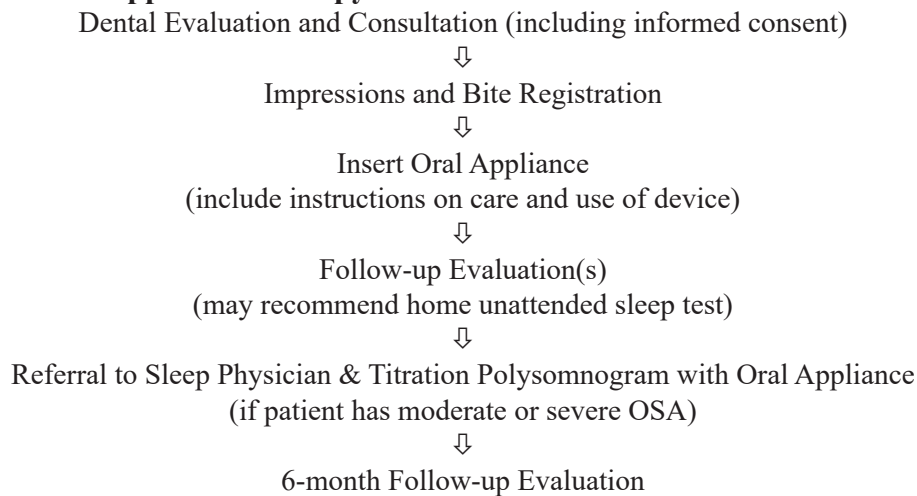 Dental Evaluation and Consultation (including informed consent)
⇩
Impressions and Bite Registration
⇩
Insert Oral Appliance
(include instructions on care and use of device)
⇩
Follow-up Evaluation(s)
(may recommend home unattended sleep test)
⇩
Referral to Sleep Physician & Titration Polysomnogram with Oral Appliance
(if patient has moderate or severe OSA)
⇩
6-month Follow-up Evaluation